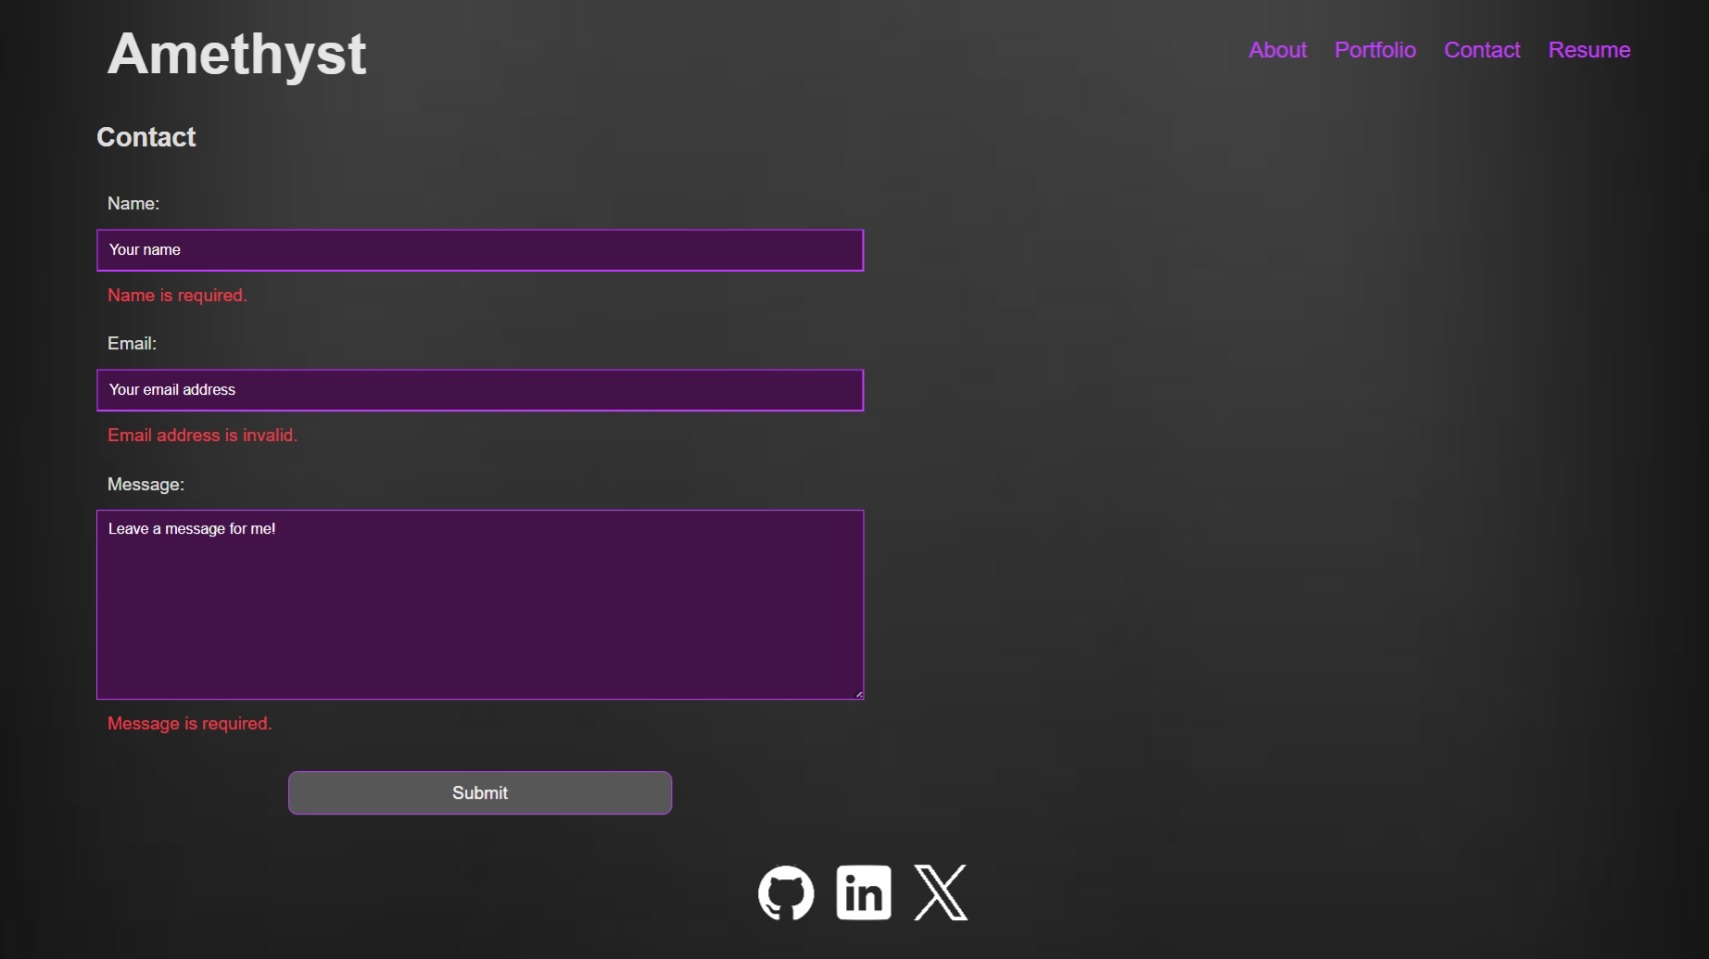 Amethyst
About Portfolio Contact Resume
Contact
Name:
Your name
Name is required.
Email:
Your email address
Email address is invalid.
Message:
Leave a message for me!
Message is required.
Submit
in